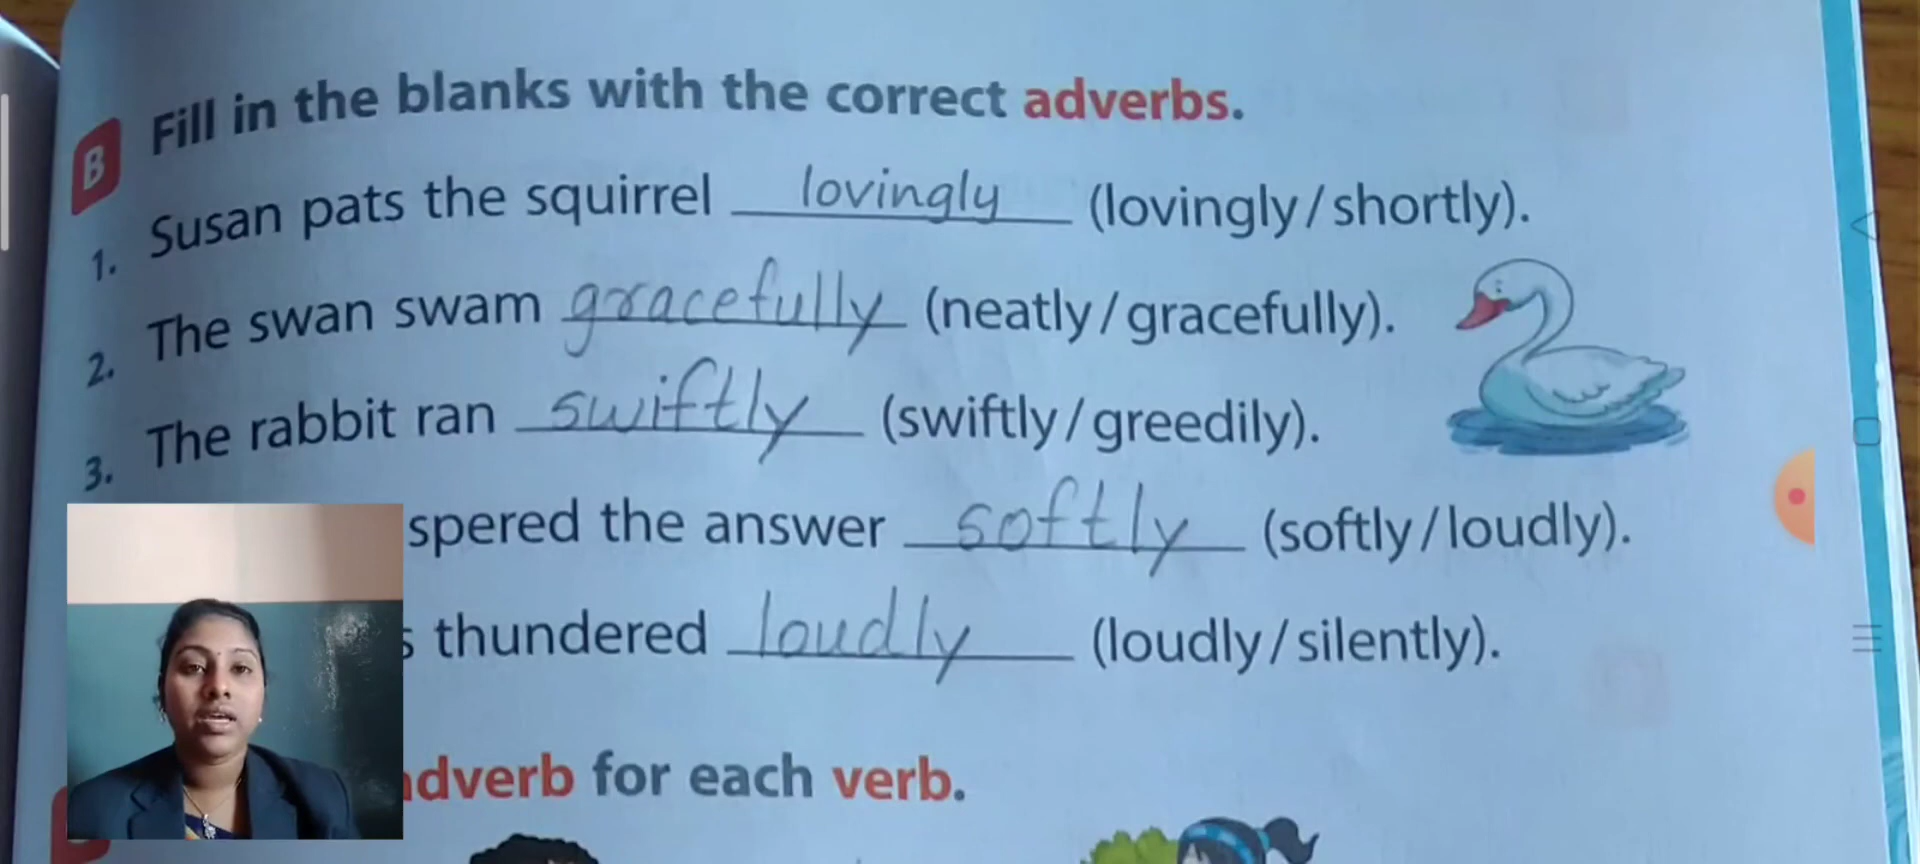 B Fill in the blanks with the correct adverbs.
1. Susan pats the squirrel lovingly (lovingly/shortly).
2. The swan swam gracefully (neatly/gracefully).
3. The rabbit ran swiftly (swiftly/greedily).
spered the answer softly (softly/loudly).
s thundered loudly (loudly/silently).
dverb for each verb.